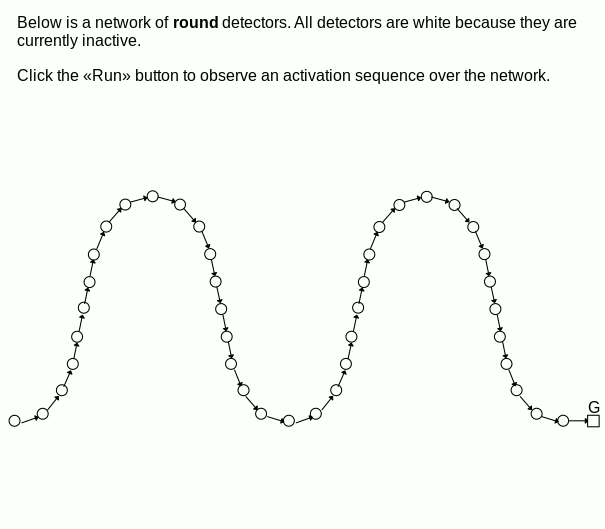 Below is a network of round detectors. All detectors are white because they are
currently inactive.
Click the «Run» button to observe an activation sequence over the network.
G